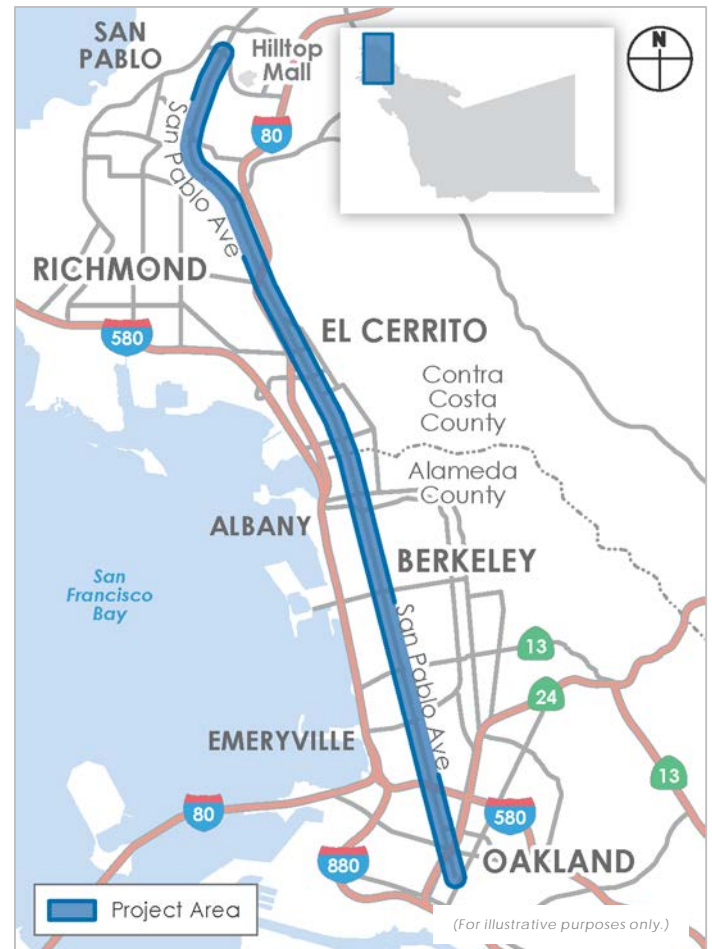 SAN
PABLO
Hilltop
Mall
N
80
San Pablo Ave
RICHMOND
580
EL CERRITO
Contra
Costa
County
Alameda
County
ALBANY
BERKELEY
San
Francisco
Bay
San Pablo Ave
13
24
EMERYVILLE
13
80
580
880
OAKLAND
Project Area
(For illustrative purposes only.)